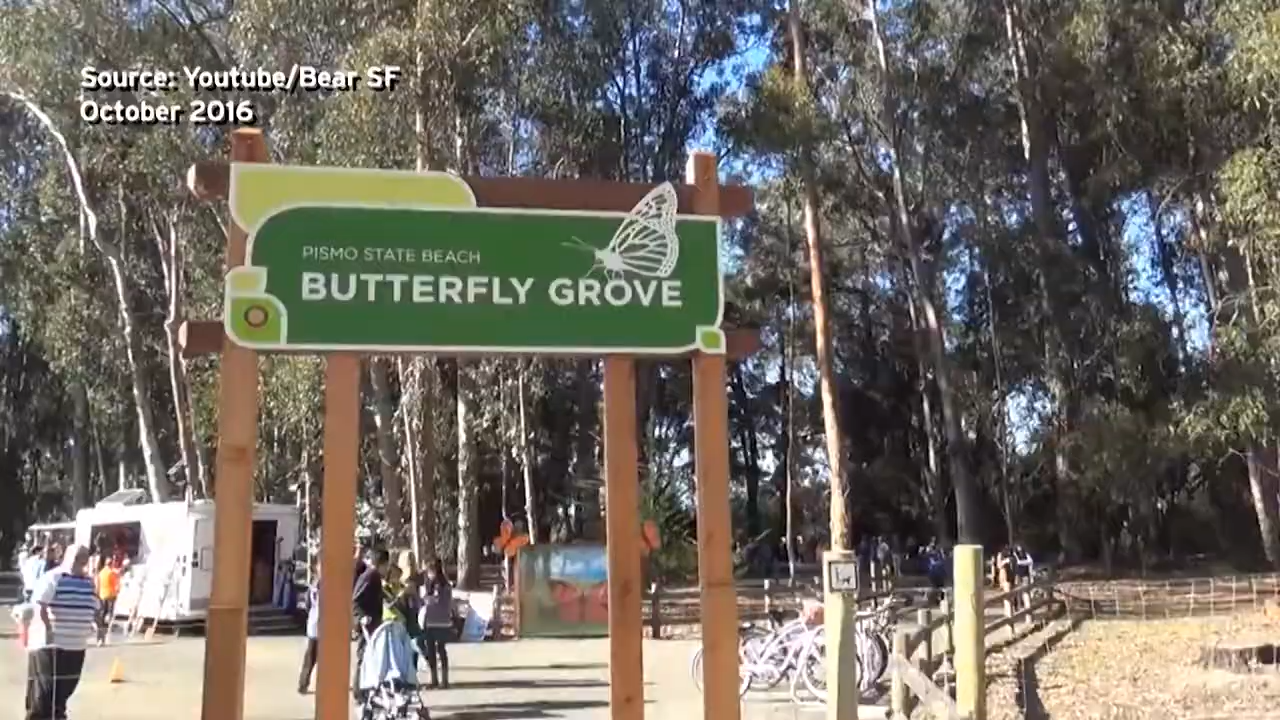 Source: Youtube/Bear SF
October 2016
PISMO STATE BEACH
BUTTERFLY GROVE